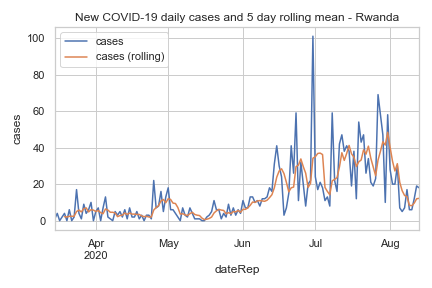 New COVID-19 daily cases and 5 day rolling mean - Rwanda
cases
cases (rolling)
100
80
60
40
20
0
cases
Apr
2020
May
Jun
Jul
Aug
dateRep